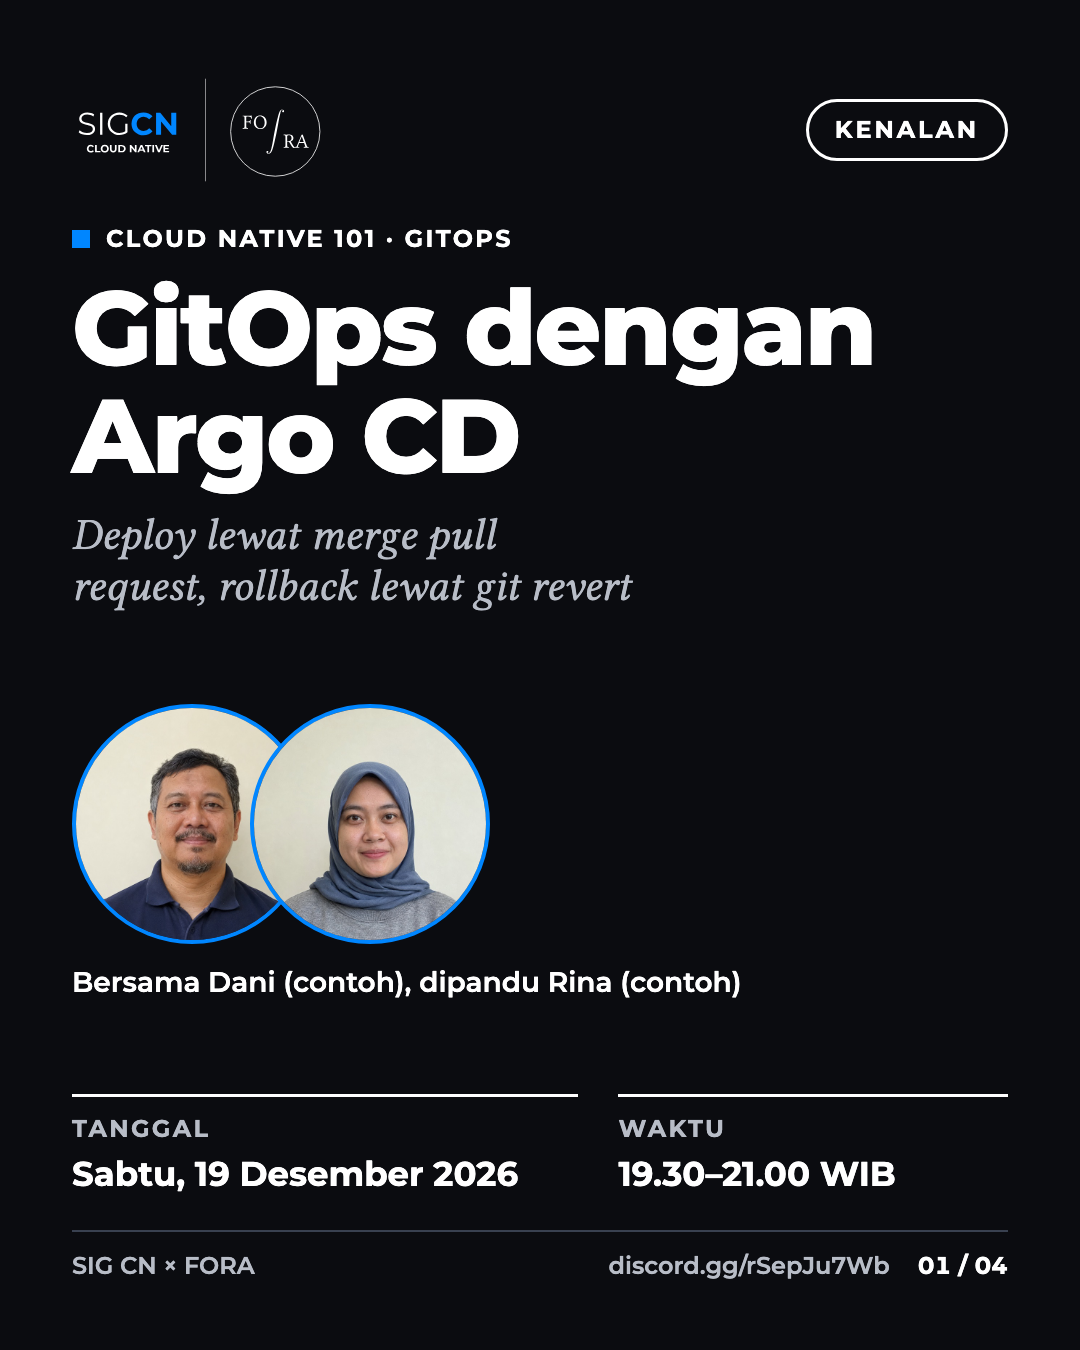 SIGCN
CLOUD NATIVE
FO
RA
KENALAN
CLOUD NATIVE 101 · GITOPS
GitOps dengan
Argo CD
Deploy lewat merge pull
request, rollback lewat git revert
Bersama Dani (contoh), dipandu Rina (contoh)
TANGGAL
Sabtu, 19 Desember 2026
WAKTU
19.30–21.00 WIB
SIG CN × FORA
discord.gg/rSepJu7Wb
01 / 04